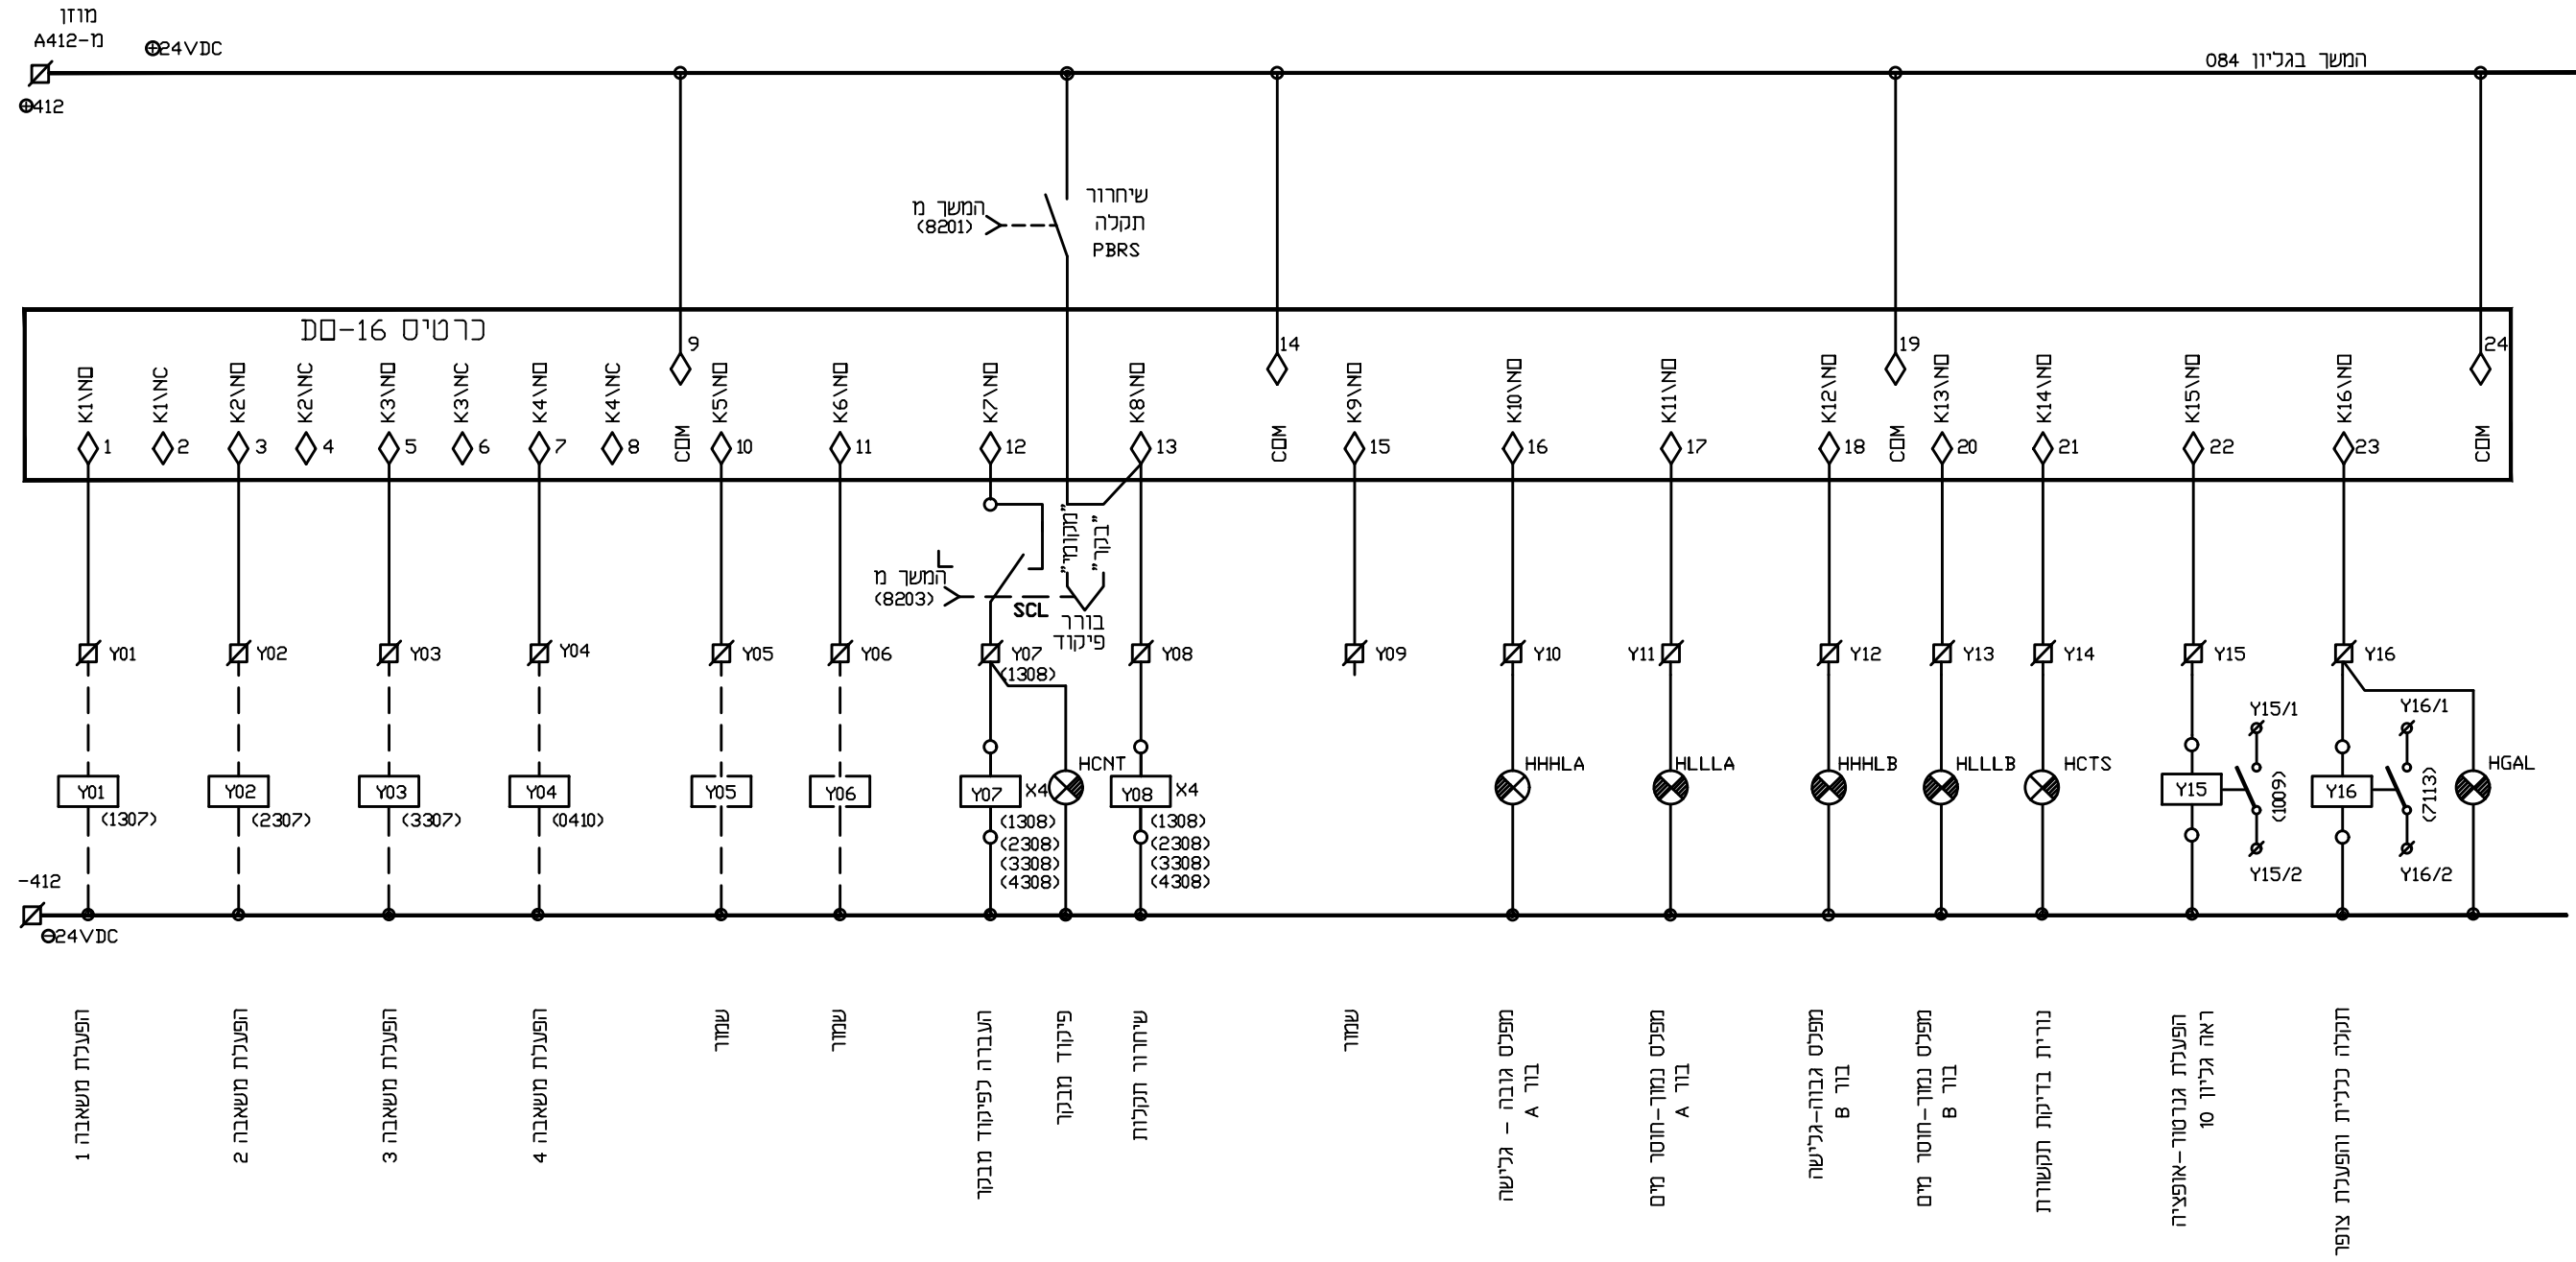 מוזן
מ-A412
⊕24VDC
⊕412
המשך בגליון 084
המשך מ
(8201)
שיחרור
תקלה
PBRS
כרטיס DO-16
K1\NO
K1\NC
K2\NO
K2\NC
K3\NO
K3\NC
K4\NO
K4\NC
COM
K5\NO
K6\NO
K7\NO
K8\NO
COM
K9\NO
K10\NO
K11\NO
K12\NO
COM
K13\NO
K14\NO
K15\NO
K16\NO
COM
1
2
3
4
5
6
7
8
9
10
11
12
13
14
15
16
17
18
19
20
21
22
23
24
"מקומי"
"בקר"
המשך מ
(8203)
L
SCL
בורר
פיקוד
Y01
Y02
Y03
Y04
Y05
Y06
Y07
(1308)
Y08
Y09
Y10
Y11
Y12
Y13
Y14
Y15
Y16
Y01
(1307)
Y02
(2307)
Y03
(3307)
Y04
(0410)
Y05
Y06
Y07
X4
(1308)
(2308)
(3308)
(4308)
HCNT
Y08
X4
(1308)
(2308)
(3308)
(4308)
HHHLA
HLLLA
HHHLB
HLLLB
HCTS
Y15
Y15/1
(1009)
Y15/2
Y16
Y16/1
(7113)
Y16/2
HGAL
-412
⊖24VDC
הפעלת משאבה 1
הפעלת משאבה 2
הפעלת משאבה 3
הפעלת משאבה 4
שמור
שמור
העברה לפיקוד מבקר
פיקוד מבקר
שיחרור תקלות
שמור
מפלס גובה - גלישה
בור A
מפלס נמוך-חוסר מים
בור A
מפלס גבוה-גלישה
בור B
מפלס נמוך-חוסר מים
בור B
נורית בדיקת תקשורת
הפעלת גנרטור-אופציה
ראה גליון 10
תקלה כללית והפעלת צופר